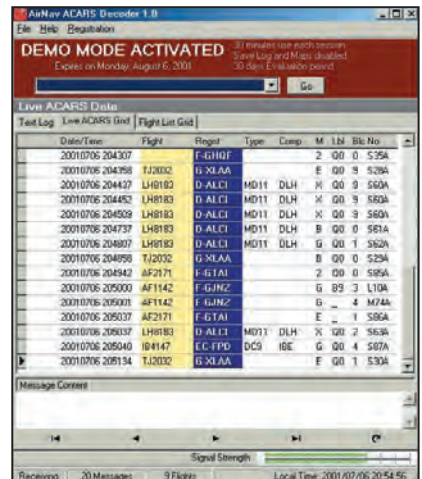 AirNav ACARS Decoder 1.0
File Help Registration
DEMO MODE ACTIVATED
Expires on Monday, August 6, 2001
30 minutes use each session
Save Log and Maps disabled
30 days Evaluation period
Go
Live ACARS Data
Text Log Live ACARS Grid Flight List Grid
Date/Time Flight Regist Type Comp M Lbl Blc No
20010706 204307 F-GHQF 2 Q0 9 S35A
20010706 204358 TJ2032 G-XLAA E Q0 9 S28A
20010706 204437 LH8183 D-ALCI MD11 DLH X Q0 9 S60A
20010706 204452 LH8183 D-ALCI MD11 DLH X Q0 9 S60A
20010706 204509 LH8183 D-ALCI MD11 DLH X Q0 9 S60A
20010706 204737 LH8183 D-ALCI MD11 DLH B Q0 0 S61A
20010706 204807 LH8183 D-ALCI MD11 DLH G Q0 1 S62A
20010706 204858 TJ2032 G-XLAA B Q0 0 S29A
20010706 204942 AF2171 F-GTAI 2 Q0 0 S85A
20010706 205000 AF1142 F-GJNZ G B9 3 L10A
20010706 205001 AF1142 F-GJNZ G _ 4 M74A
20010706 205037 AF2171 F-GTAI E _ 1 S86A
20010706 205037 LH8183 D-ALCI MD11 DLH X Q0 2 S63A
20010706 205040 IB4147 EC-FPD DC9 IBE G Q0 4 S07A
20010706 205134 TJ2032 G-XLAA E Q0 1 S30A
Message Content
Signal Strength
Receiving 20 Messages 9 Flights Local Time: 2001/07/06 20:54:56